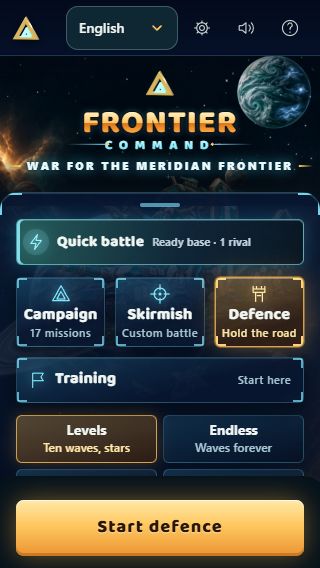 English
FRONTIER
COMMAND
WAR FOR THE MERIDIAN FRONTIER
Quick battle Ready base · 1 rival
Campaign
17 missions
Skirmish
Custom battle
Defence
Hold the road
Training Start here
Levels
Ten waves, stars
Endless
Waves forever
Start defence